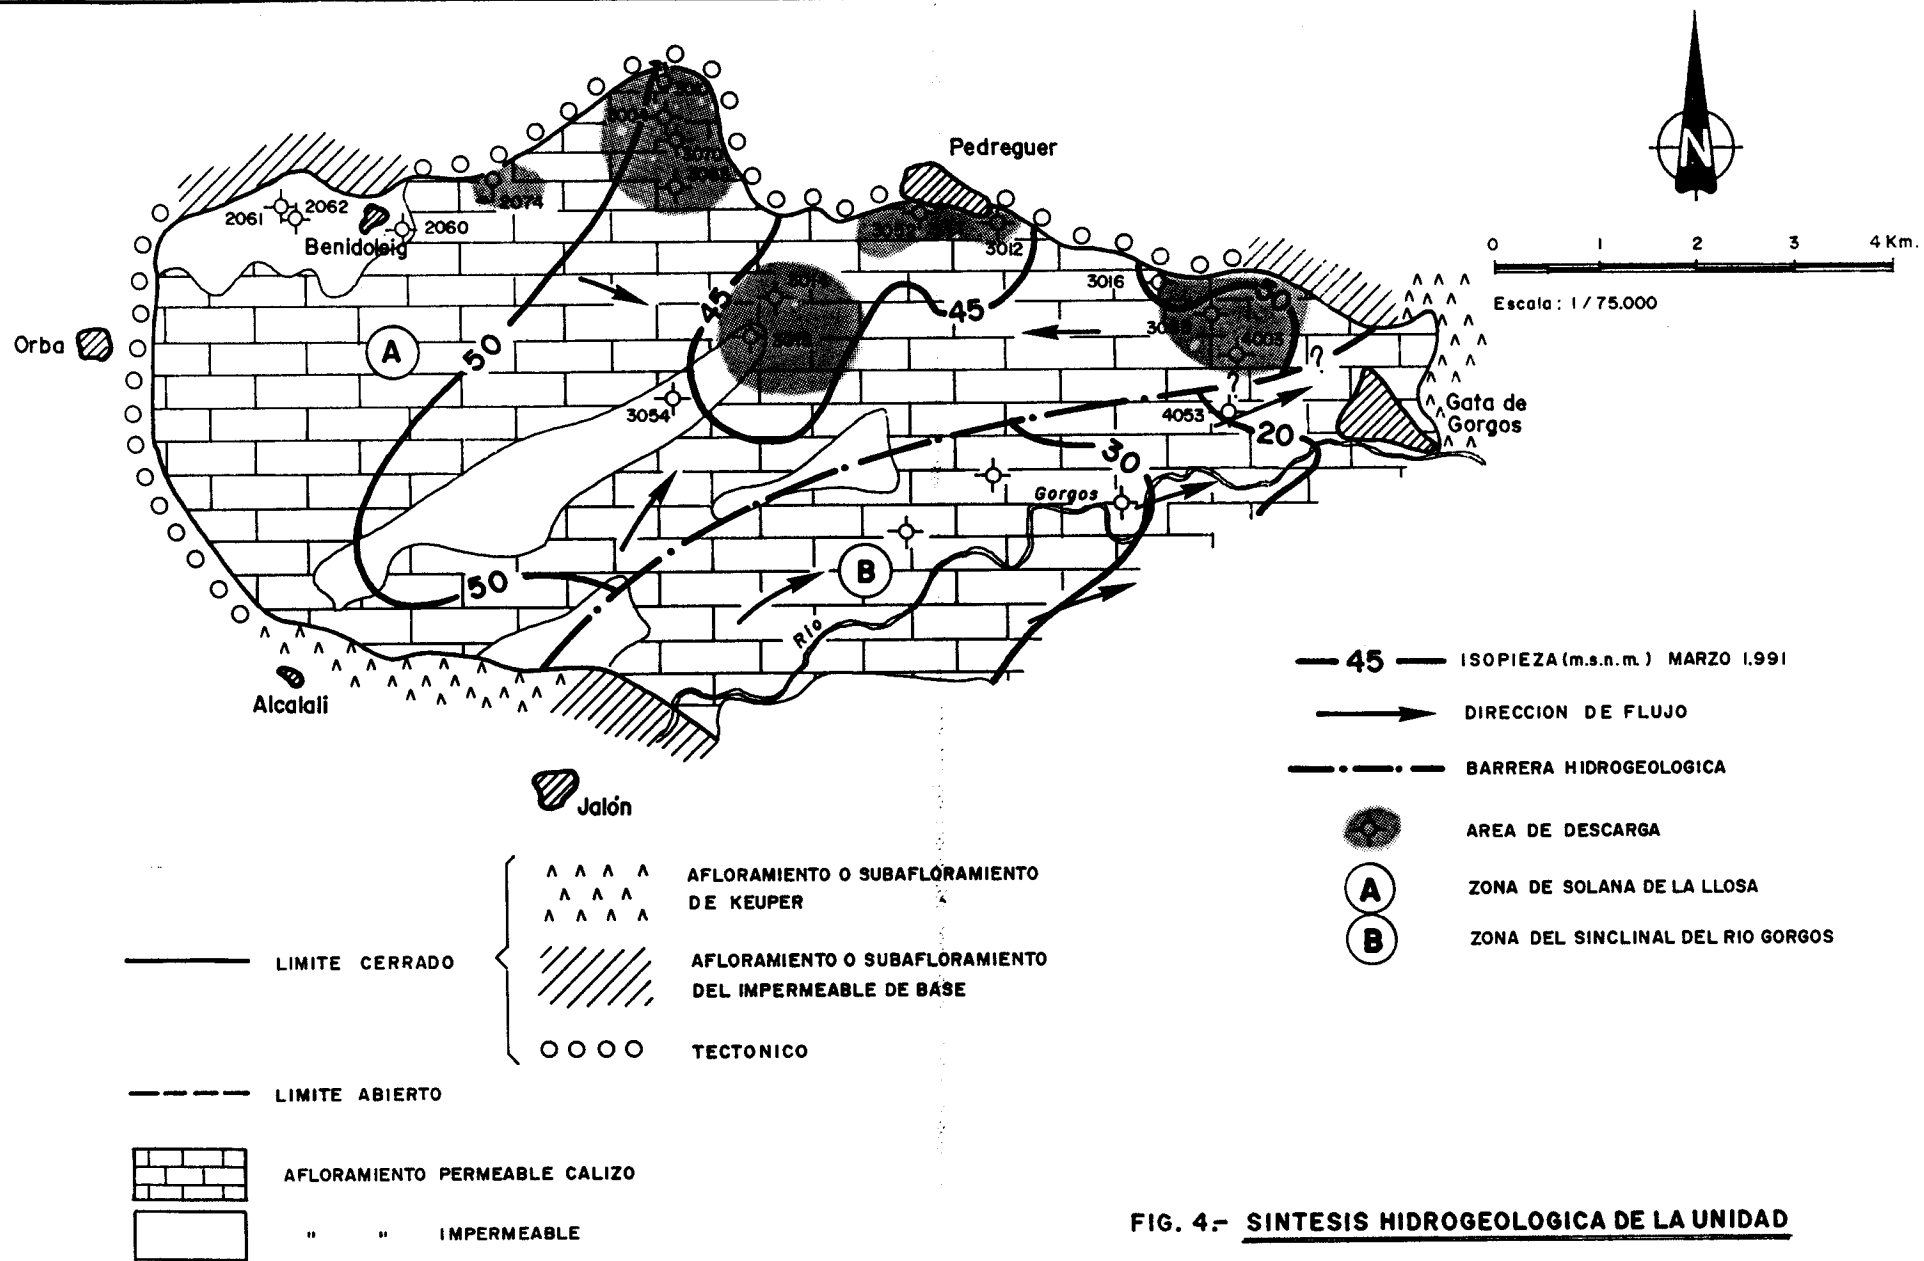 N
Pedreguer
2061
2062
2060
2074
Benidoleig
3012
3016
0 1 2 3 4 Km.
Escala: 1 / 75.000
Orba
A
50
45
45
50
3054
?
?
4053
4003
Gata de
Gorgos
20
30
Gorgos
50
B
Rio
Alcalali
Jalón
45 ISOPIEZA (m.s.n.m.) MARZO 1.991
DIRECCION DE FLUJO
BARRERA HIDROGEOLOGICA
AREA DE DESCARGA
A ZONA DE SOLANA DE LA LLOSA
B ZONA DEL SINCLINAL DEL RIO GORGOS
LIMITE CERRADO
AFLORAMIENTO O SUBAFLORAMIENTO
DE KEUPER
AFLORAMIENTO O SUBAFLORAMIENTO
DEL IMPERMEABLE DE BASE
TECTONICO
LIMITE ABIERTO
AFLORAMIENTO PERMEABLE CALIZO
" " IMPERMEABLE
FIG. 4.- SINTESIS HIDROGEOLOGICA DE LA UNIDAD